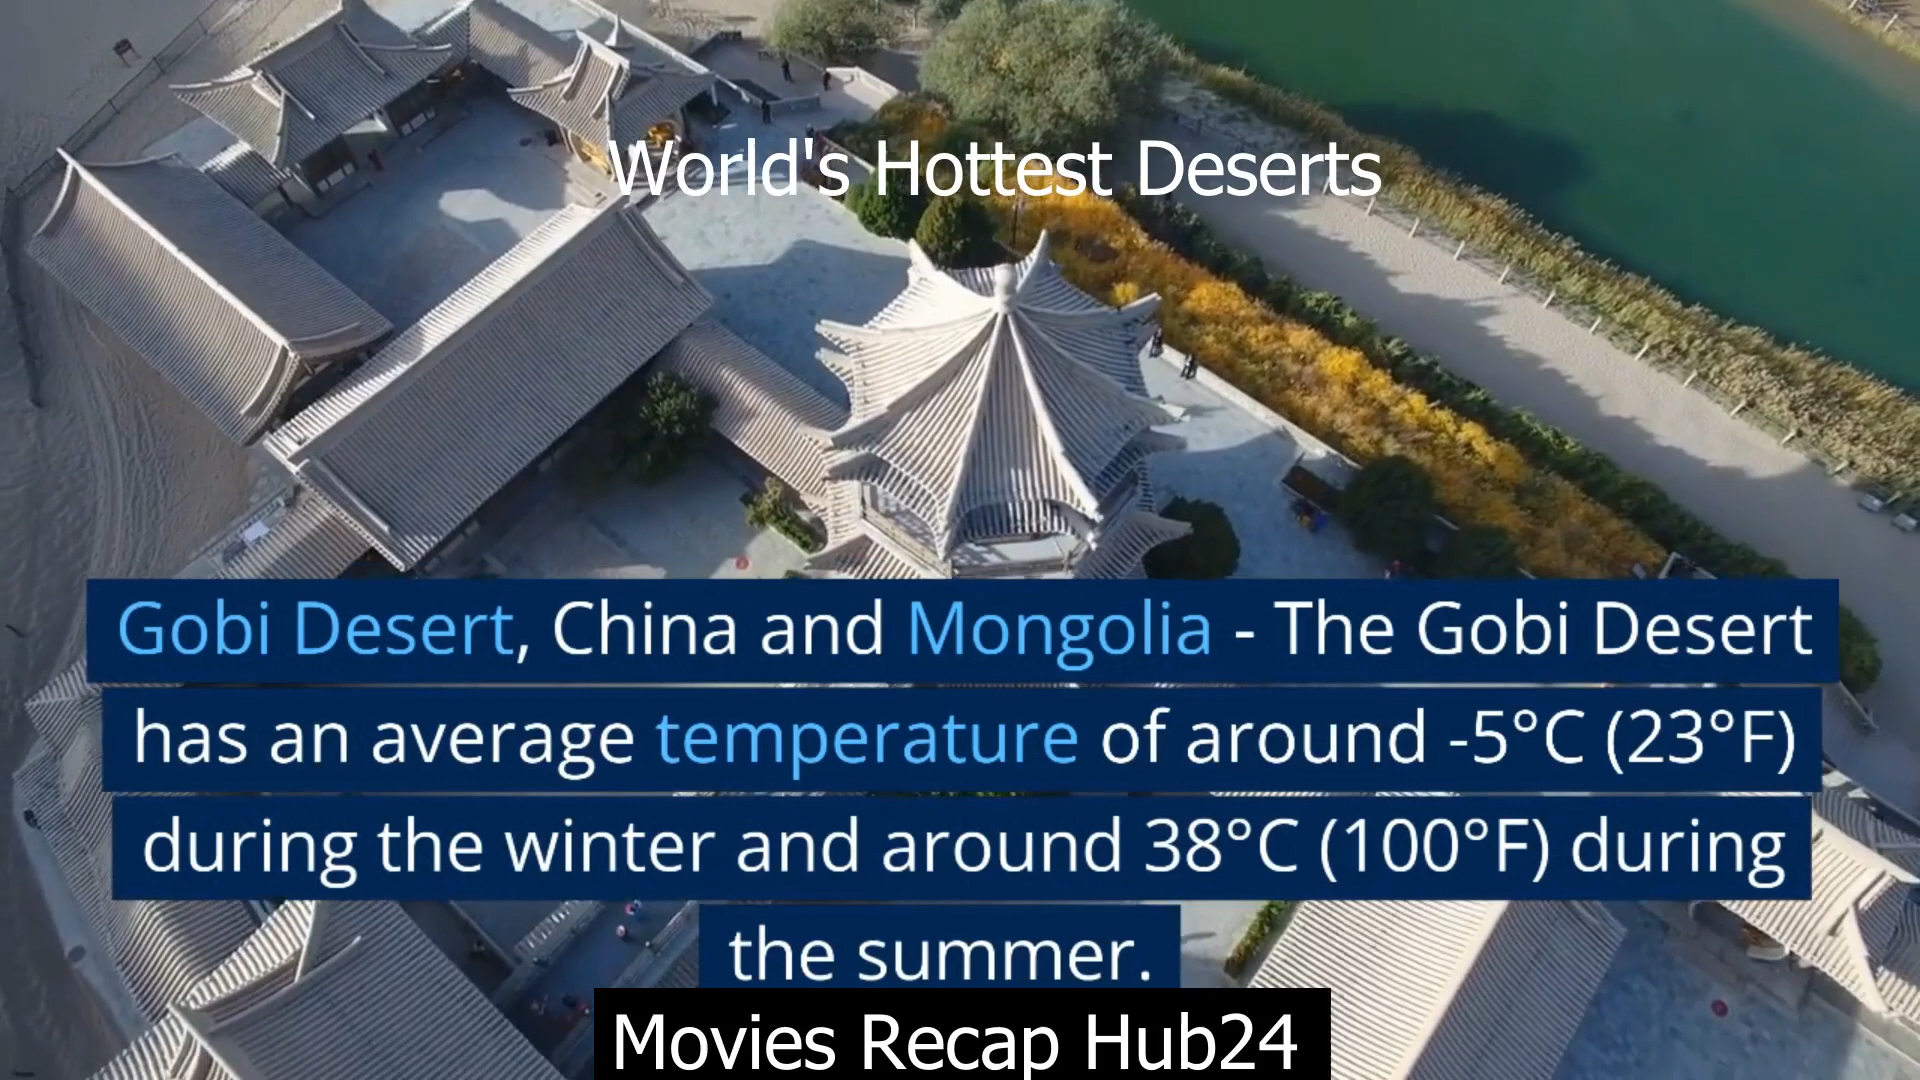 World's Hottest Deserts
Gobi Desert, China and Mongolia - The Gobi Desert
has an average temperature of around -5°C (23°F)
during the winter and around 38°C (100°F) during
the summer.
Movies Recap Hub24